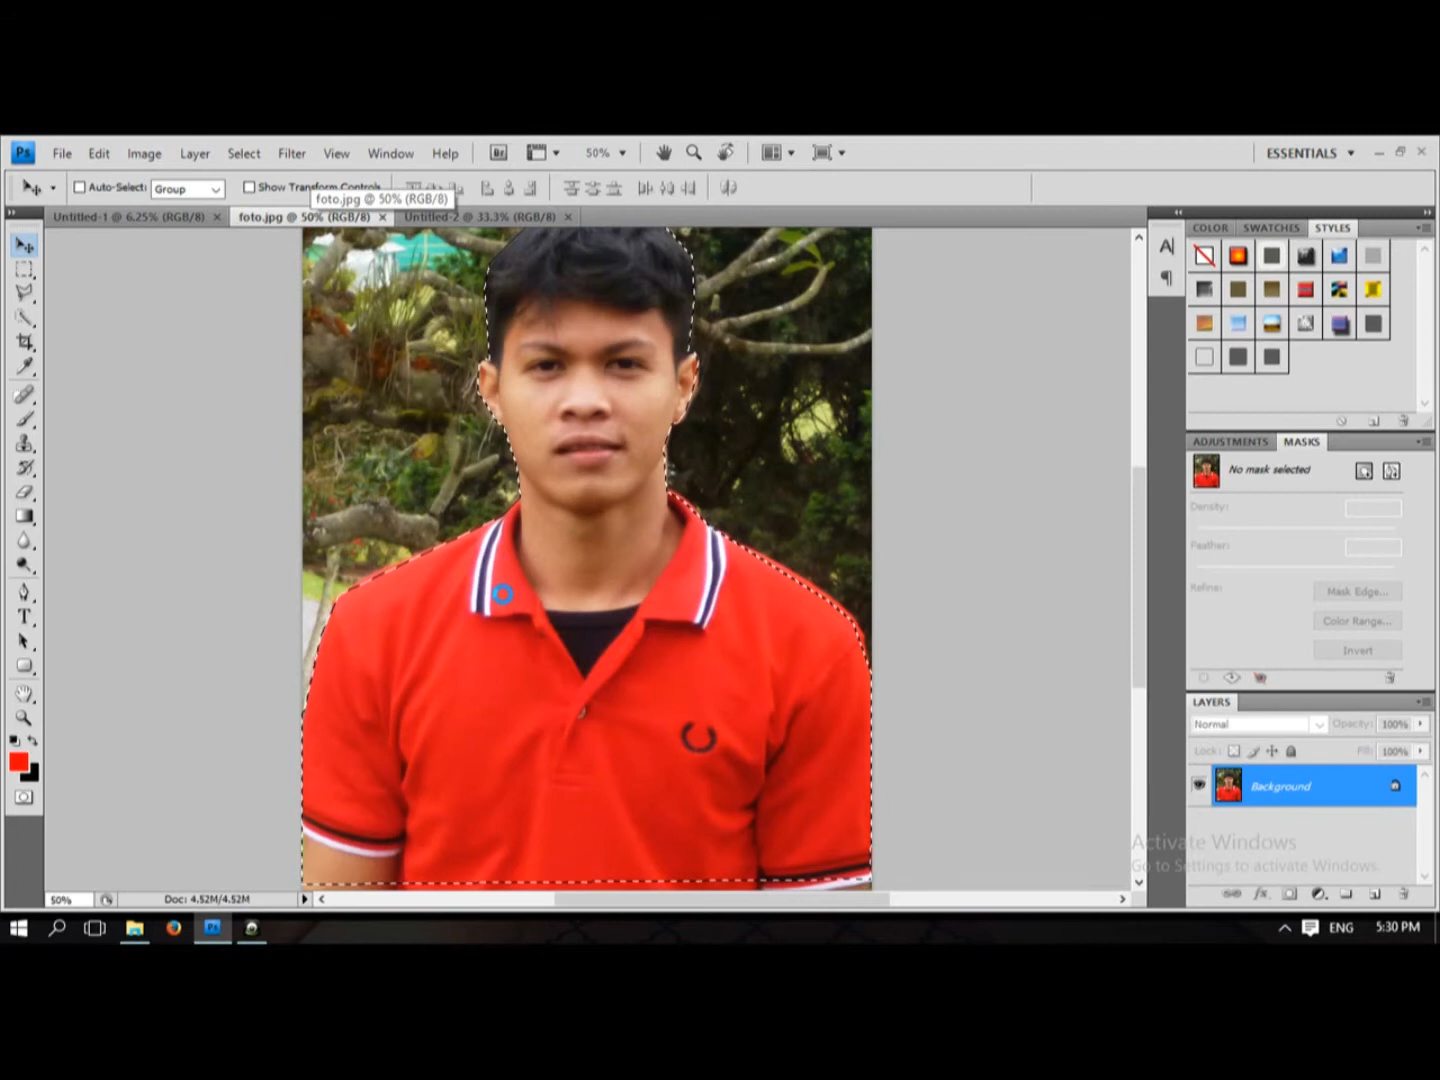 Ps File Edit Image Layer Select Filter View Window Help Br 50% ESSENTIALS
Auto-Select: Group Show Transform Controls
foto.jpg @ 50% (RGB/8)
Untitled-1 @ 6.25% (RGB/8) × foto.jpg @ 50% (RGB/8) × Untitled-2 @ 33.3% (RGB/8) ×
COLOR SWATCHES STYLES
A
ADJUSTMENTS MASKS
No mask selected
Density:
Feather:
Refine: Mask Edge...
Color Range...
Invert
LAYERS
Normal Opacity: 100%
Lock: Fill: 100%
Background
Activate Windows
Go to Settings to activate Windows.
50% Doc: 4.52M/4.52M
T
fx
Ps ENG 5:30 PM